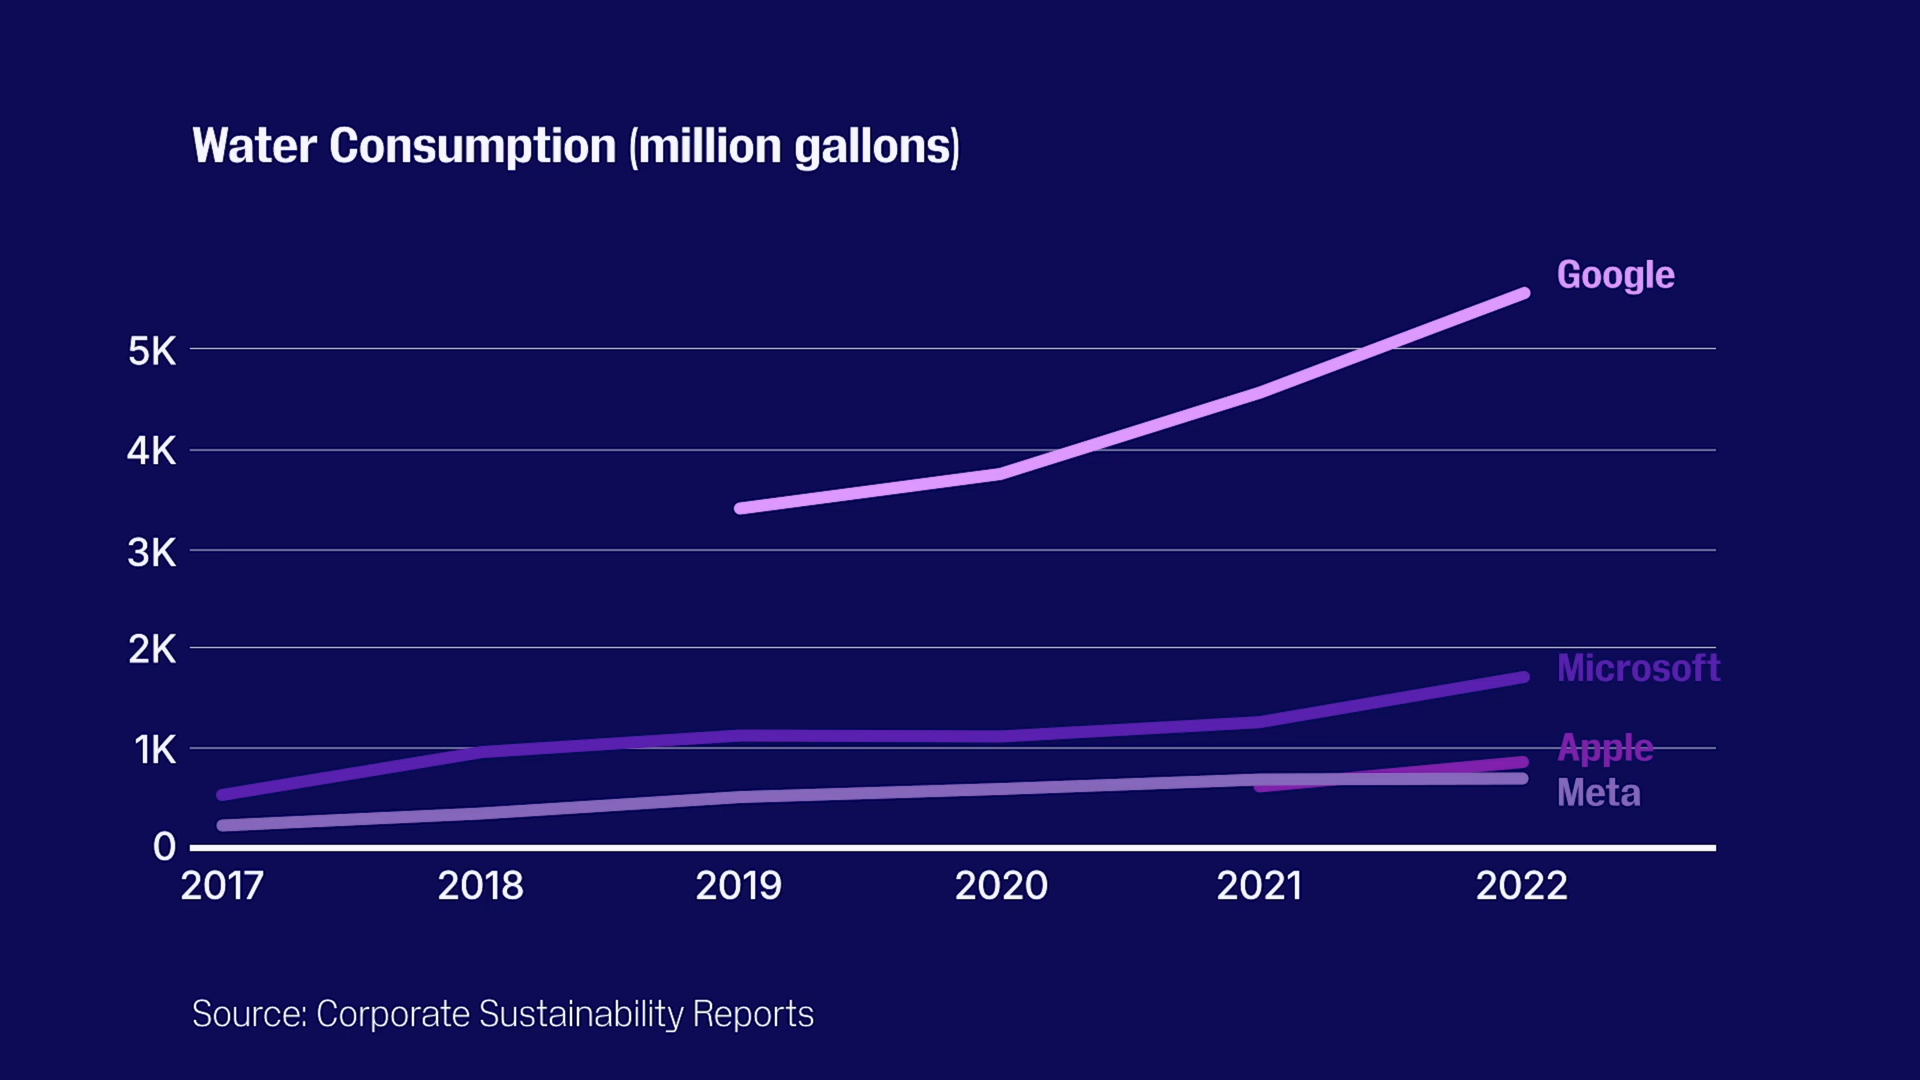 Water Consumption (million gallons)
Google
5K
4K
3K
2K
Microsoft
1K
Apple
Meta
0
2017 2018 2019 2020 2021 2022
Source: Corporate Sustainability Reports